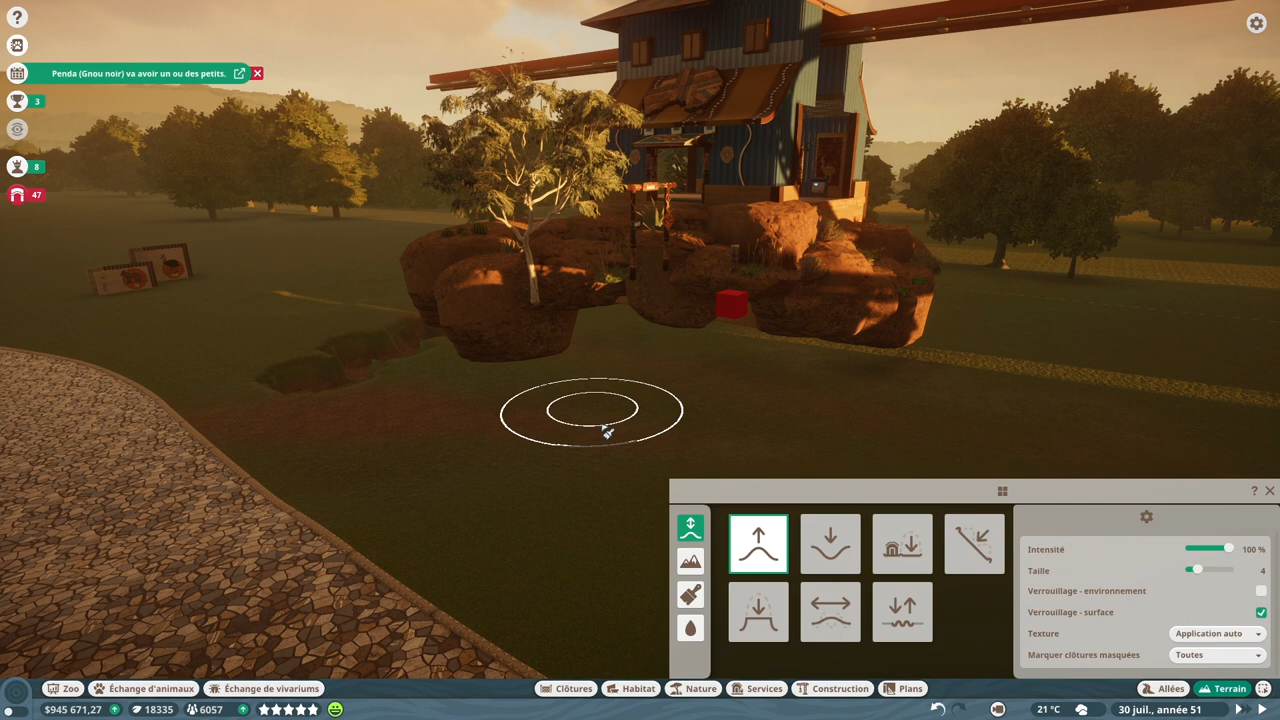 ?
Penda (Gnou noir) va avoir un ou des petits.
3
8
47
?
Intensité 100 %
Taille 4
Verrouillage - environnement
Verrouillage - surface
Texture Application auto
Marquer clôtures masquées Toutes
Zoo Échange d'animaux Échange de vivariums Clôtures Habitat Nature Services Construction Plans Allées Terrain
$945 671,27 18335 6057 21 °C 30 juil., année 51